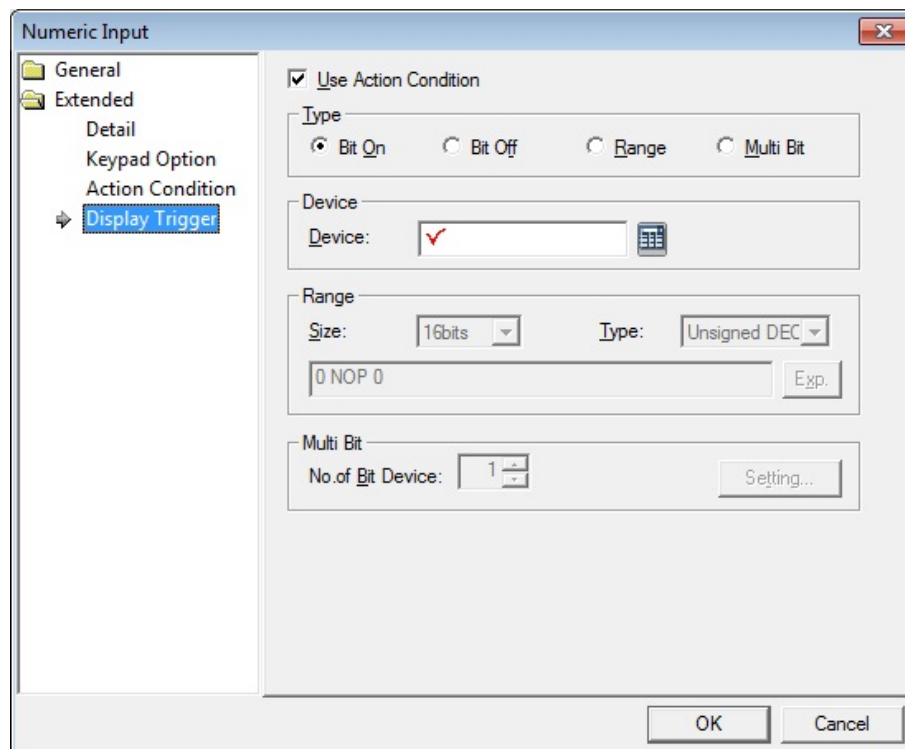 Numeric Input
General
Extended
Detail
Keypad Option
Action Condition
Display Trigger
Use Action Condition
Type
Bit On
Bit Off
Range
Multi Bit
Device
Device:
Range
Size:
16bits
Type:
Unsigned DEC
0 NOP 0
Exp.
Multi Bit
No.of Bit Device:
1
Setting...
OK
Cancel